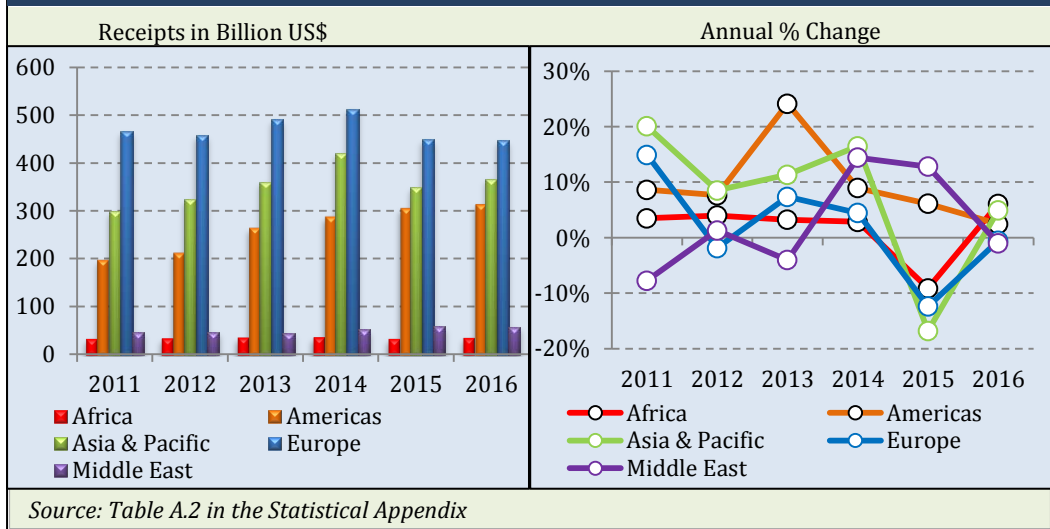 Receipts in Billion US$
600
500
400
300
200
100
0
2011 2012 2013 2014 2015 2016
Africa Americas
Asia & Pacific Europe
Middle East
Annual % Change
30%
20%
10%
0%
-10%
-20%
2011 2012 2013 2014 2015 2016
Africa Americas
Asia & Pacific Europe
Middle East
Source: Table A.2 in the Statistical Appendix